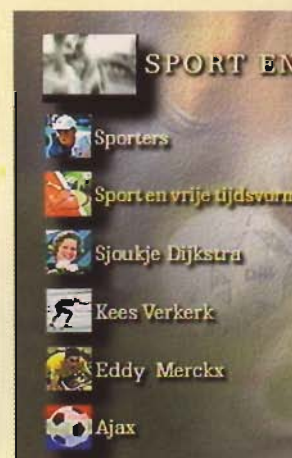 SPORT EN
Sporters
Sport en vrije tijdsvorm
Sjoukje Dijkstra
Kees Verkerk
Eddy Merckx
Ajax